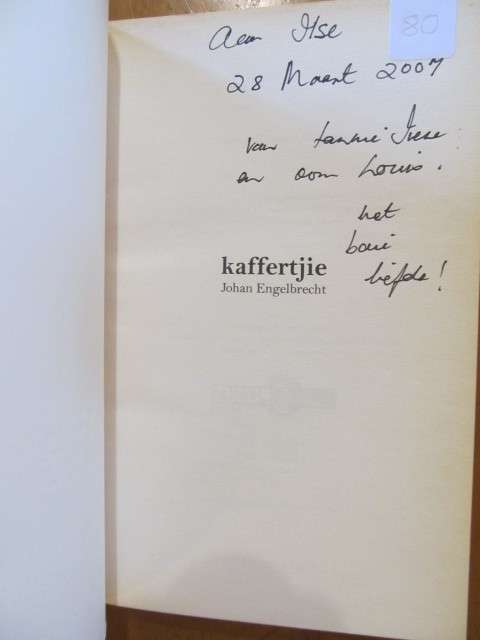 Aan Ilse
80
28 Maart 2007
van tannie Irene
en oom Louis.
met
baie
liefde!
kaffertjie
Johan Engelbrecht